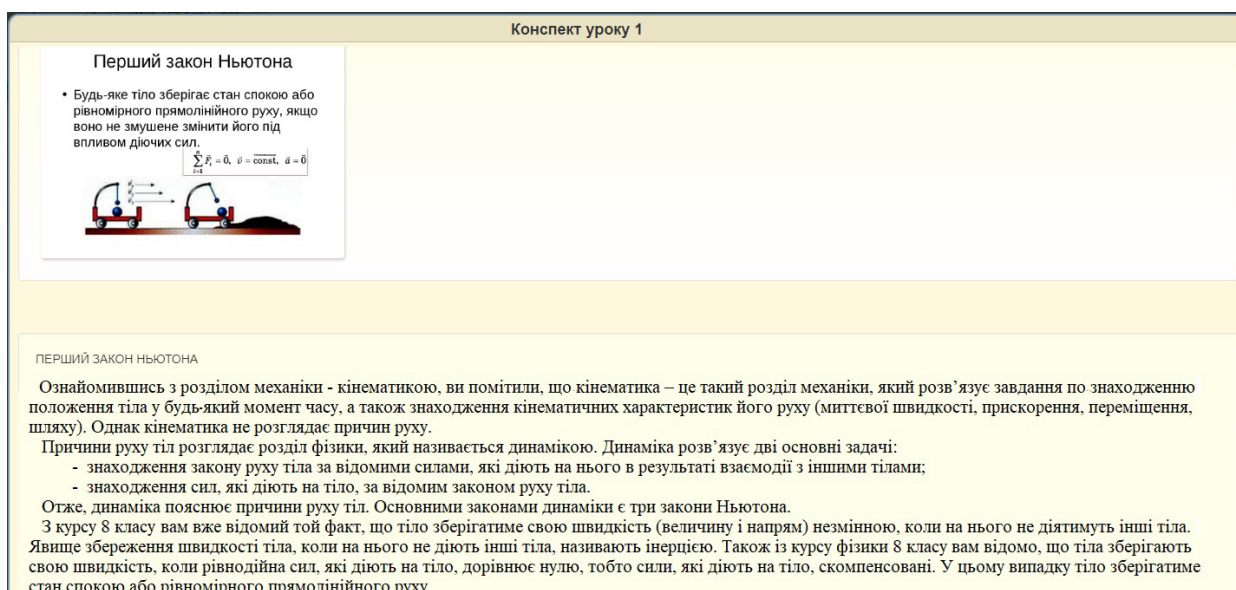 Конспект уроку 1
Перший закон Ньютона
• Будь-яке тіло зберігає стан спокою або
рівномірного прямолінійного руху, якщо
воно не змушене змінити його під
впливом діючих сил.
n
∑ F⃗ᵢ = 0⃗, v⃗ = const, a⃗ = 0⃗
i=1
ПЕРШИЙ ЗАКОН НЬЮТОНА
Ознайомившись з розділом механіки - кінематикою, ви помітили, що кінематика – це такий розділ механіки, який розв’язує завдання по знаходженню
положення тіла у будь-який момент часу, а також знаходження кінематичних характеристик його руху (миттєвої швидкості, прискорення, переміщення,
шляху). Однак кінематика не розглядає причин руху.
Причини руху тіл розглядає розділ фізики, який називається динамікою. Динаміка розв’язує дві основні задачі:
- знаходження закону руху тіла за відомими силами, які діють на нього в результаті взаємодії з іншими тілами;
- знаходження сил, які діють на тіло, за відомим законом руху тіла.
Отже, динаміка пояснює причини руху тіл. Основними законами динаміки є три закони Ньютона.
З курсу 8 класу вам вже відомий той факт, що тіло зберігатиме свою швидкість (величину і напрям) незмінною, коли на нього не діятимуть інші тіла.
Явище збереження швидкості тіла, коли на нього не діють інші тіла, називають інерцією. Також із курсу фізики 8 класу вам відомо, що тіла зберігають
свою швидкість, коли рівнодійна сил, які діють на тіло, дорівнює нулю, тобто сили, які діють на тіло, скомпенсовані. У цьому випадку тіло зберігатиме
стан спокою або рівномірного прямолінійного руху.